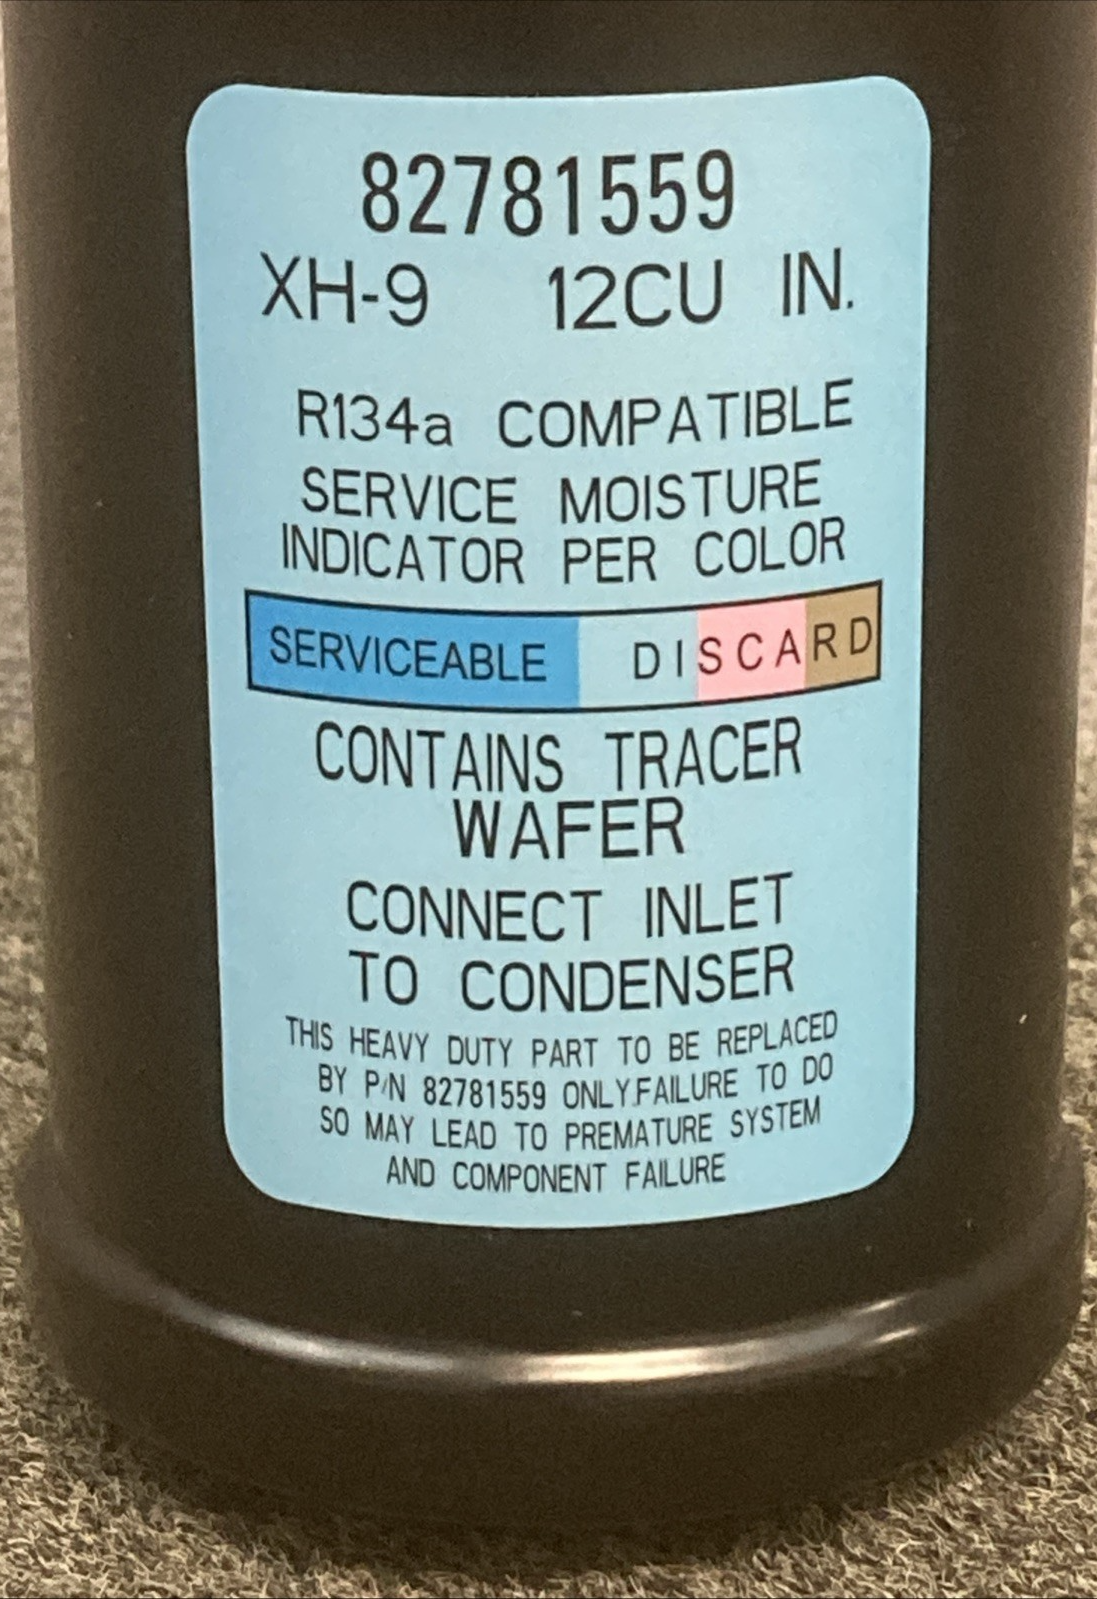 82781559
XH-9 12CU IN.
R134a COMPATIBLE
SERVICE MOISTURE
INDICATOR PER COLOR
SERVICEABLE DISCARD
CONTAINS TRACER
WAFER
CONNECT INLET
TO CONDENSER
THIS HEAVY DUTY PART TO BE REPLACED
BY P/N 82781559 ONLY.FAILURE TO DO
SO MAY LEAD TO PREMATURE SYSTEM
AND COMPONENT FAILURE